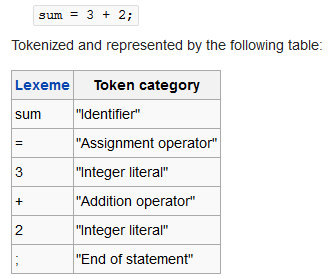 sum = 3 + 2;
Tokenized and represented by the following table:
Lexeme Token category
sum "Identifier"
= "Assignment operator"
3 "Integer literal"
+ "Addition operator"
2 "Integer literal"
; "End of statement"